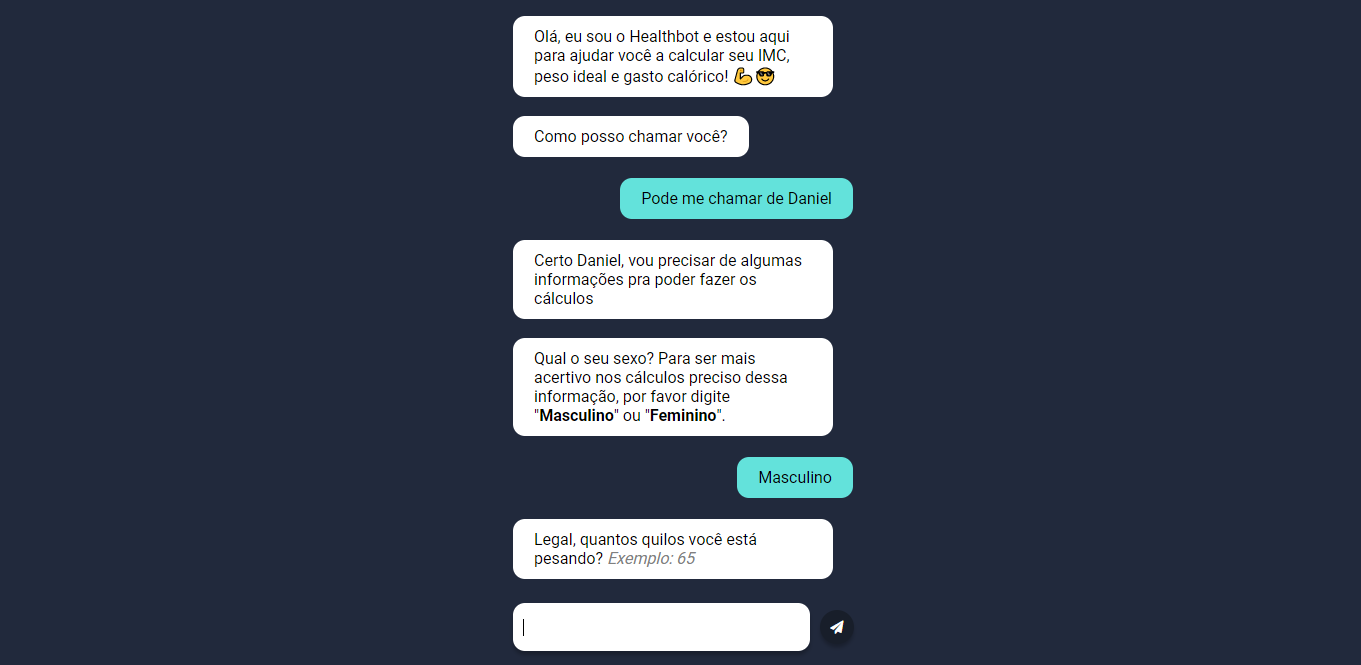 Olá, eu sou o Healthbot e estou aqui
para ajudar você a calcular seu IMC,
peso ideal e gasto calórico! 💪😎
Como posso chamar você?
Pode me chamar de Daniel
Certo Daniel, vou precisar de algumas
informações pra poder fazer os
cálculos
Qual o seu sexo? Para ser mais
acertivo nos cálculos preciso dessa
informação, por favor digite
"Masculino" ou "Feminino".
Masculino
Legal, quantos quilos você está
pesando? Exemplo: 65